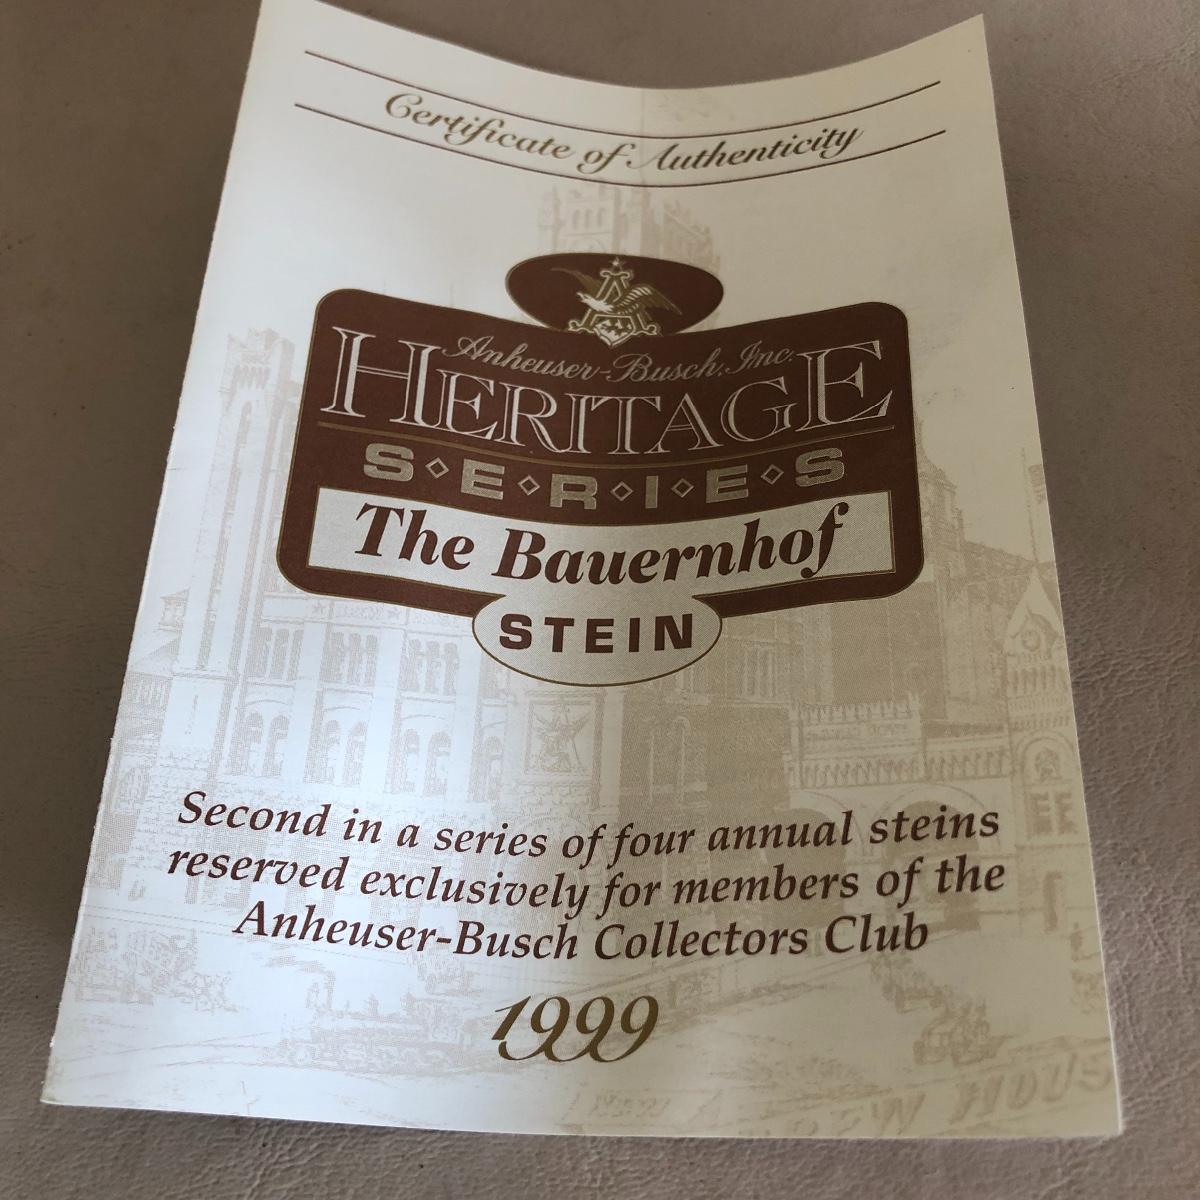 Certificate of Authenticity
Anheuser-Busch, Inc.
HERITAGE
S◇E◇R◇I◇E◇S
The Bauernhof
STEIN
Second in a series of four annual steins
reserved exclusively for members of the
Anheuser-Busch Collectors Club
1999